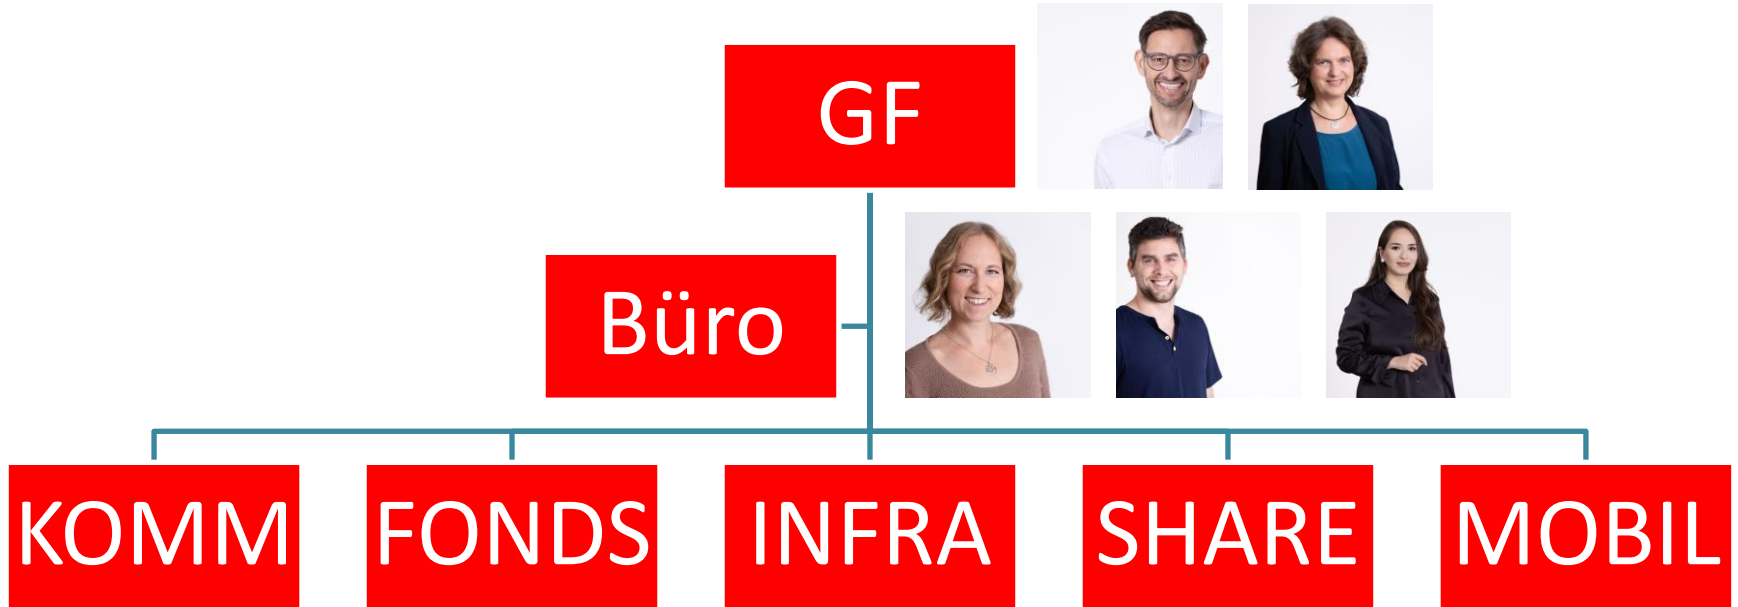 GF
Büro
KOMM
FONDS
INFRA
SHARE
MOBIL